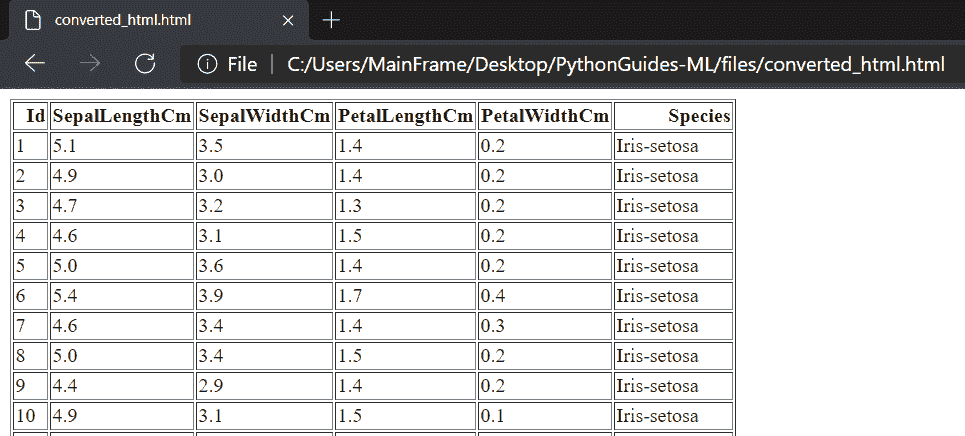 converted_html.html
File | C:/Users/MainFrame/Desktop/PythonGuides-ML/files/converted_html.html
Id SepalLengthCm SepalWidthCm PetalLengthCm PetalWidthCm Species
1 5.1 3.5 1.4 0.2 Iris-setosa
2 4.9 3.0 1.4 0.2 Iris-setosa
3 4.7 3.2 1.3 0.2 Iris-setosa
4 4.6 3.1 1.5 0.2 Iris-setosa
5 5.0 3.6 1.4 0.2 Iris-setosa
6 5.4 3.9 1.7 0.4 Iris-setosa
7 4.6 3.4 1.4 0.3 Iris-setosa
8 5.0 3.4 1.5 0.2 Iris-setosa
9 4.4 2.9 1.4 0.2 Iris-setosa
10 4.9 3.1 1.5 0.1 Iris-setosa